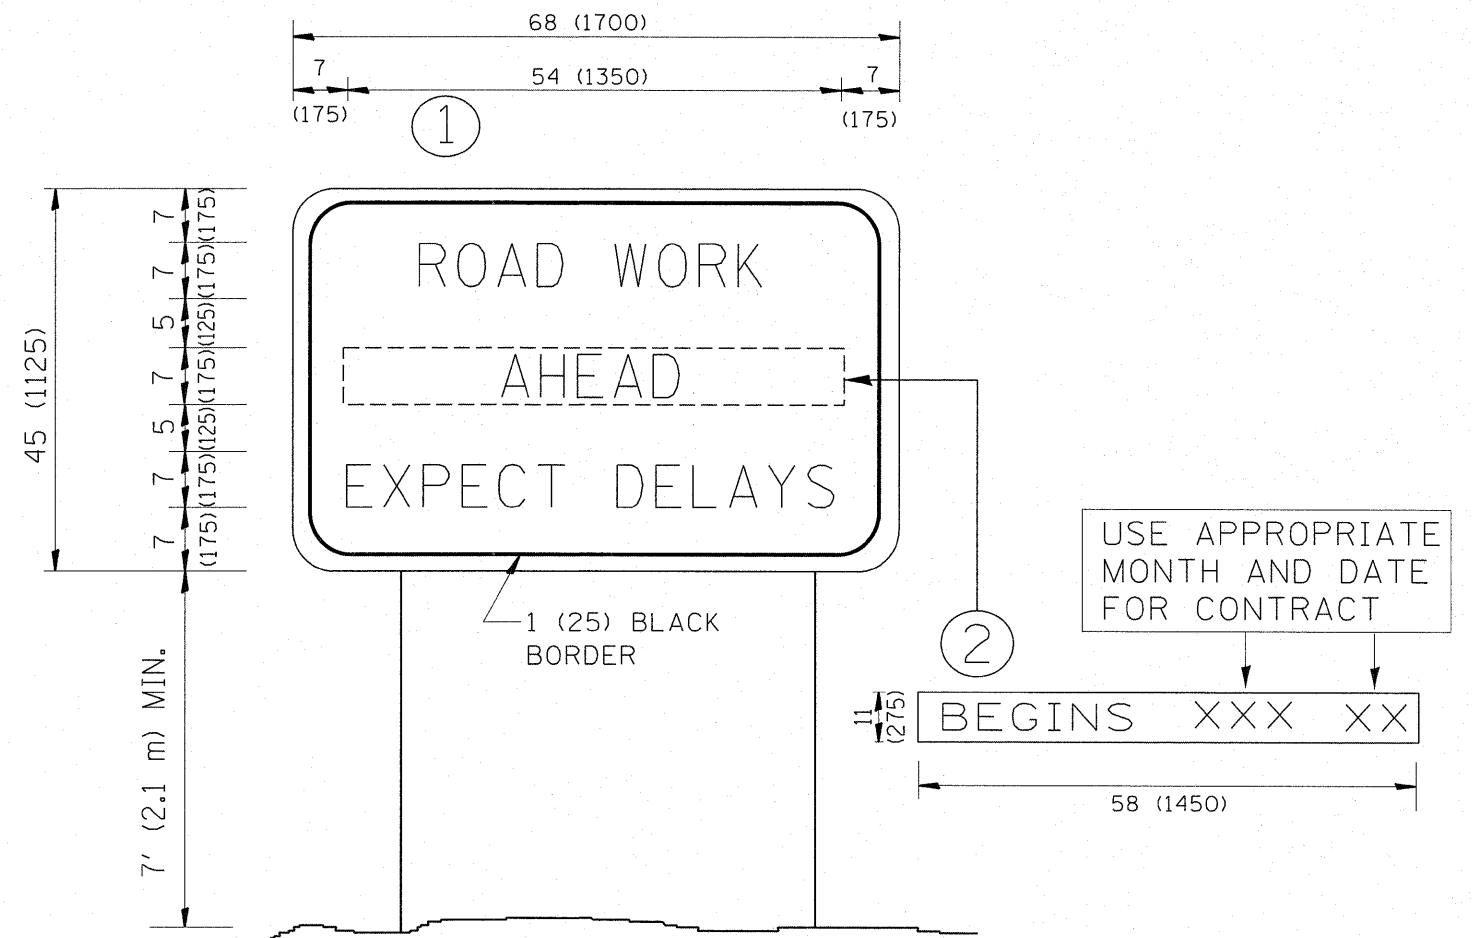 68 (1700)
7
54 (1350)
7
(175)
(175)
1
7
(175)
7
(175)
5
(125)
7
(175)
5
(125)
7
(175)
7
(175)
45 (1125)
ROAD WORK
AHEAD
EXPECT DELAYS
1 (25) BLACK
BORDER
7' (2.1 m) MIN.
USE APPROPRIATE
MONTH AND DATE
FOR CONTRACT
2
11
(275)
BEGINS XXX XX
58 (1450)